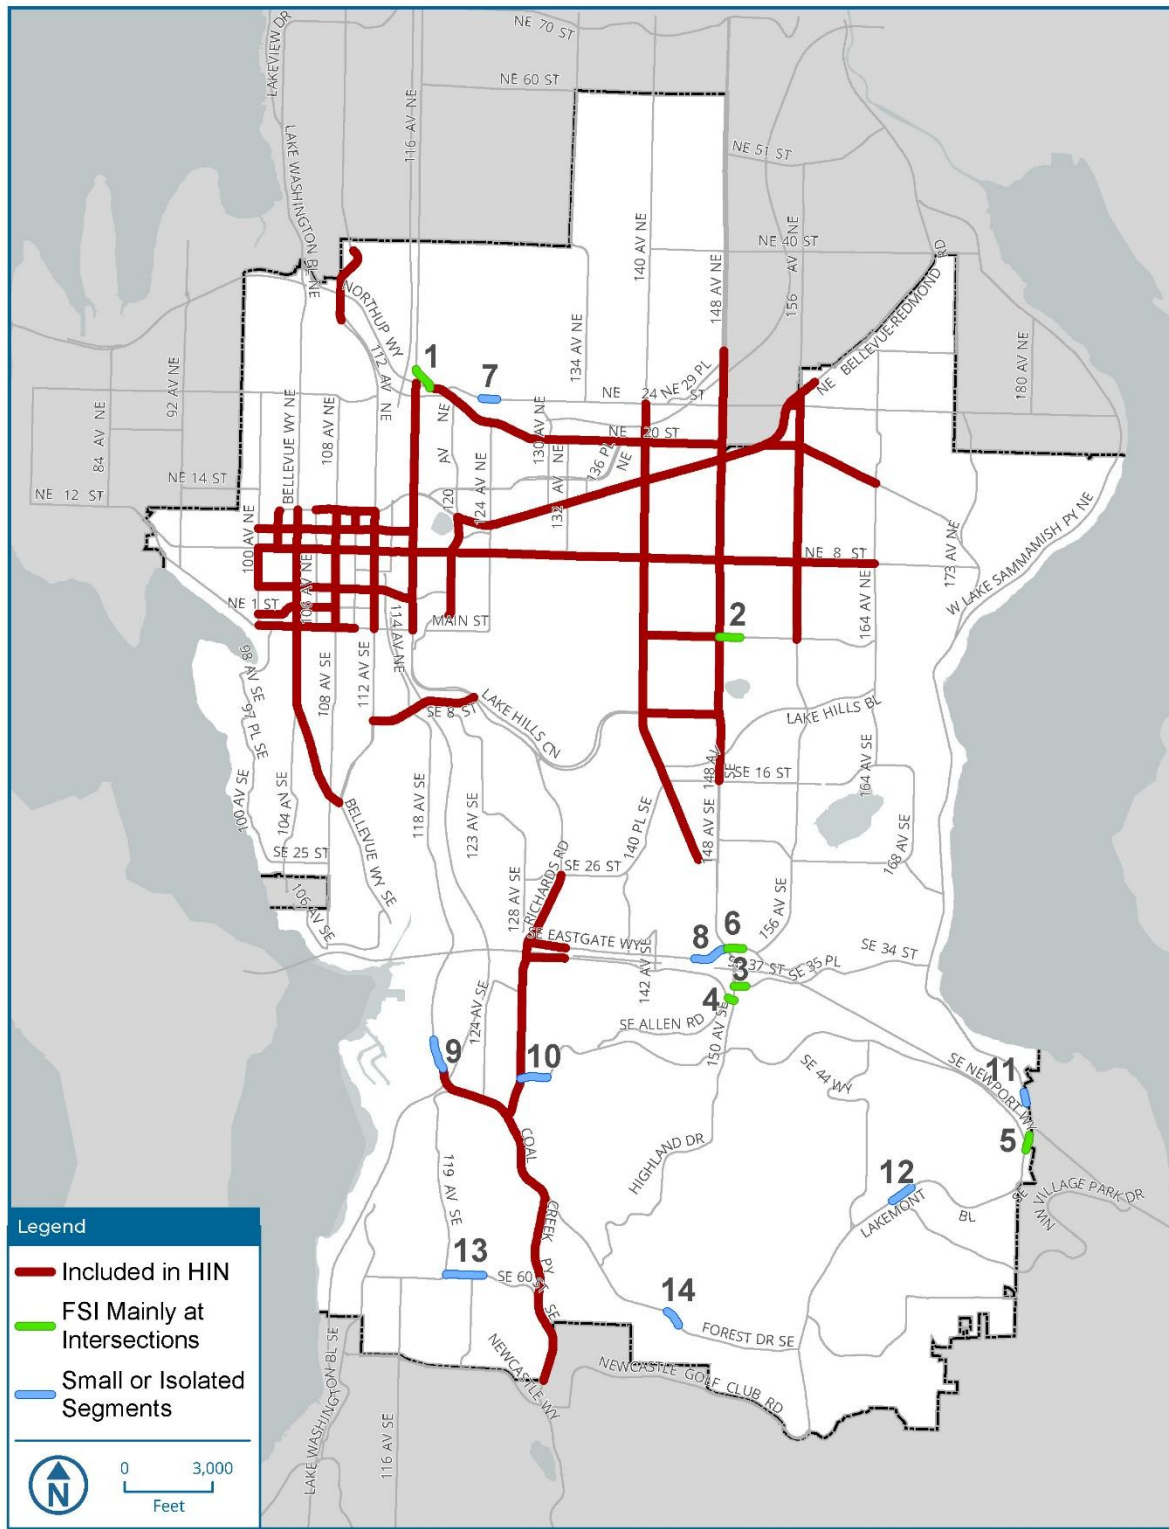 NE 70 ST
LAKEVIEW DR
NE 60 ST
116 AV NE
LAKE WASHINGTON BL NE
NE 51 ST
140 AV NE
148 AV NE
156 AV NE
NE 40 ST
NE BELLEVUE-REDMOND RD
NORTHUP WY
112 AV NE
134 AV NE
NE 29 PL
180 AV NE
1
7
NE 24 ST
92 AV NE
84 AV NE
BELLEVUE WY NE
108 AV NE
NE 20 ST
130 AV NE
136 PL NE
120 AV NE
124 AV NE
132 AV NE
NE 14 ST
NE 12 ST
100 AV NE
NE 8 ST
173 AV NE
W LAKE SAMMAMISH PY NE
106 AV NE
NE 1 ST
114 AV NE
MAIN ST
164 AV NE
2
98 AV SE
97 PL SE
108 AV SE
112 AV SE
SE 8 ST
LAKE HILLS CN
LAKE HILLS BL
100 AV SE
104 AV SE
118 AV SE
123 AV SE
148 AV SE
SE 16 ST
164 AV SE
140 PL SE
148 AV SE
168 AV SE
BELLEVUE WY SE
SE 25 ST
106 AV SE
128 AV SE
RICHARDS RD
SE 26 ST
156 AV SE
SE EASTGATE WY
142 AV SE
8
6
SE 37 ST
SE 35 PL
SE 34 ST
3
4
124 AV SE
SE ALLEN RD
150 AV SE
9
10
SE 44 WY
SE NEWPORT WY
11
5
COAL CREEK PY SE
HIGHLAND DR
119 AV SE
12
LAKEMONT BL SE
VILLAGE PARK DR
NW
13
SE 60 ST
14
FOREST DR SE
NEWCASTLE WY
NEWCASTLE GOLF CLUB RD
LAKE WASHINGTON BL SE
116 AV SE
Legend
Included in HIN
FSI Mainly at
Intersections
Small or Isolated
Segments
N
0 3,000
Feet